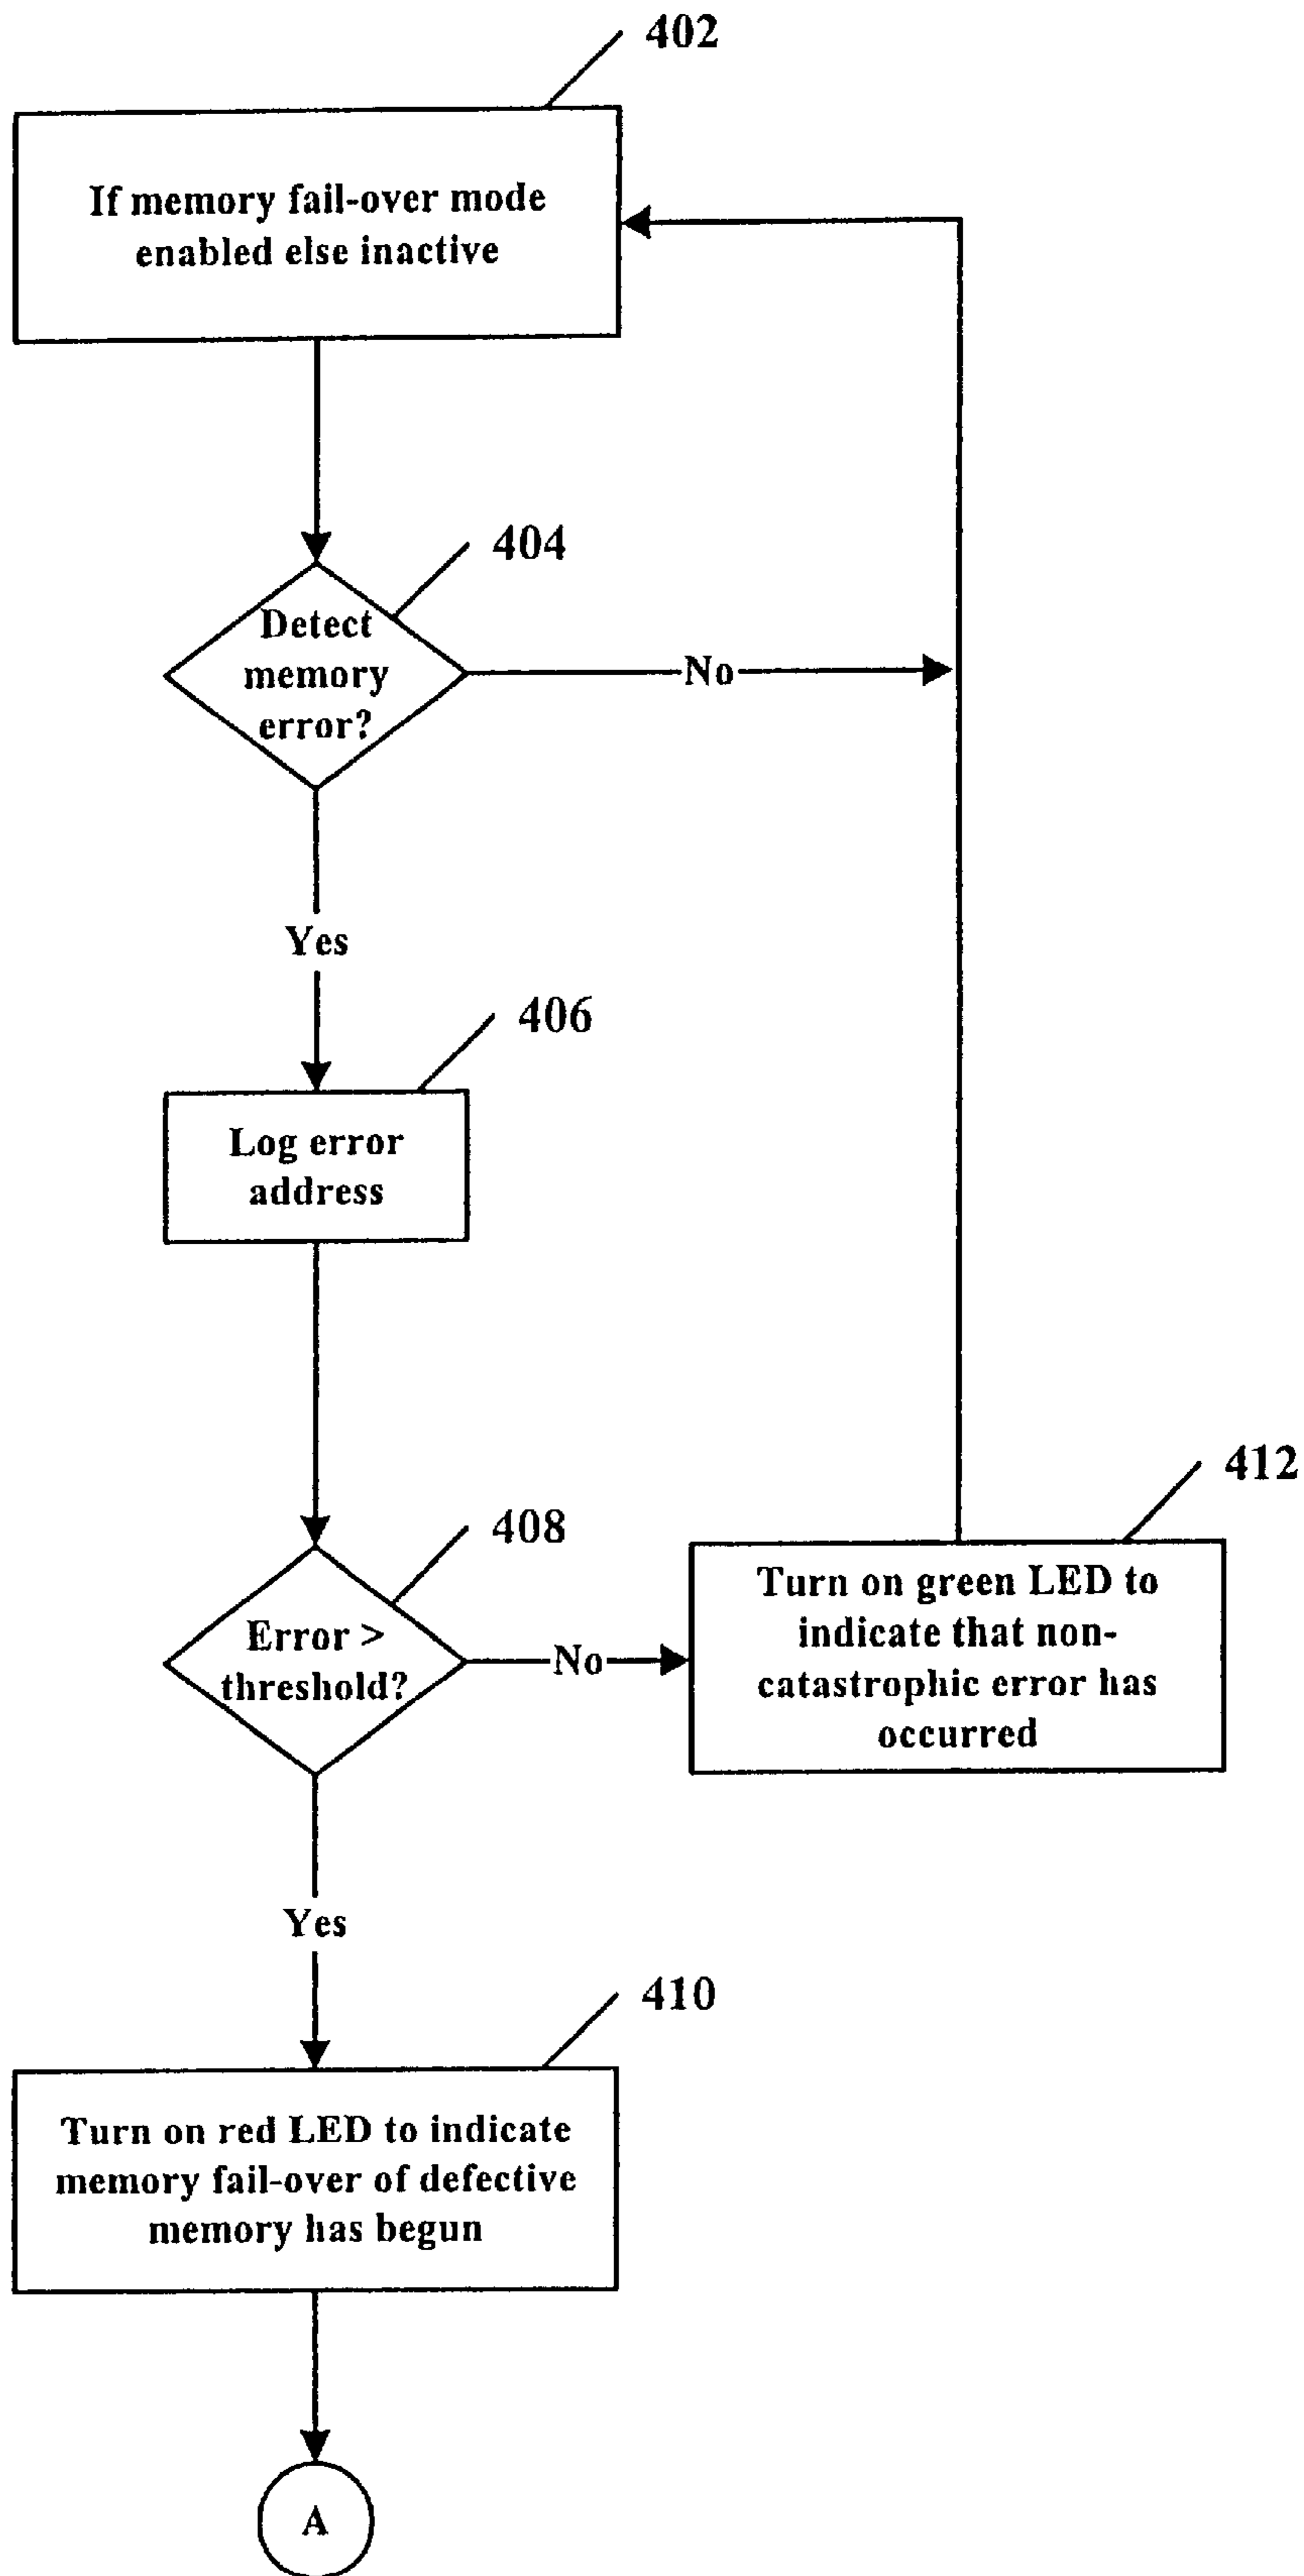 402
If memory fail-over mode
enabled else inactive
404
Detect
memory
error?
No
Yes
406
Log error
address
408
Error >
threshold?
No
412
Turn on green LED to
indicate that non-
catastrophic error has
occurred
Yes
410
Turn on red LED to indicate
memory fail-over of defective
memory has begun
A